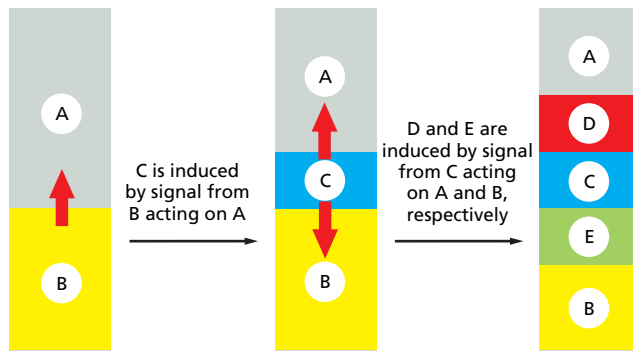 A
B
C is induced
by signal from
B acting on A
A
C
B
D and E are
induced by signal
from C acting
on A and B,
respectively
A
D
C
E
B